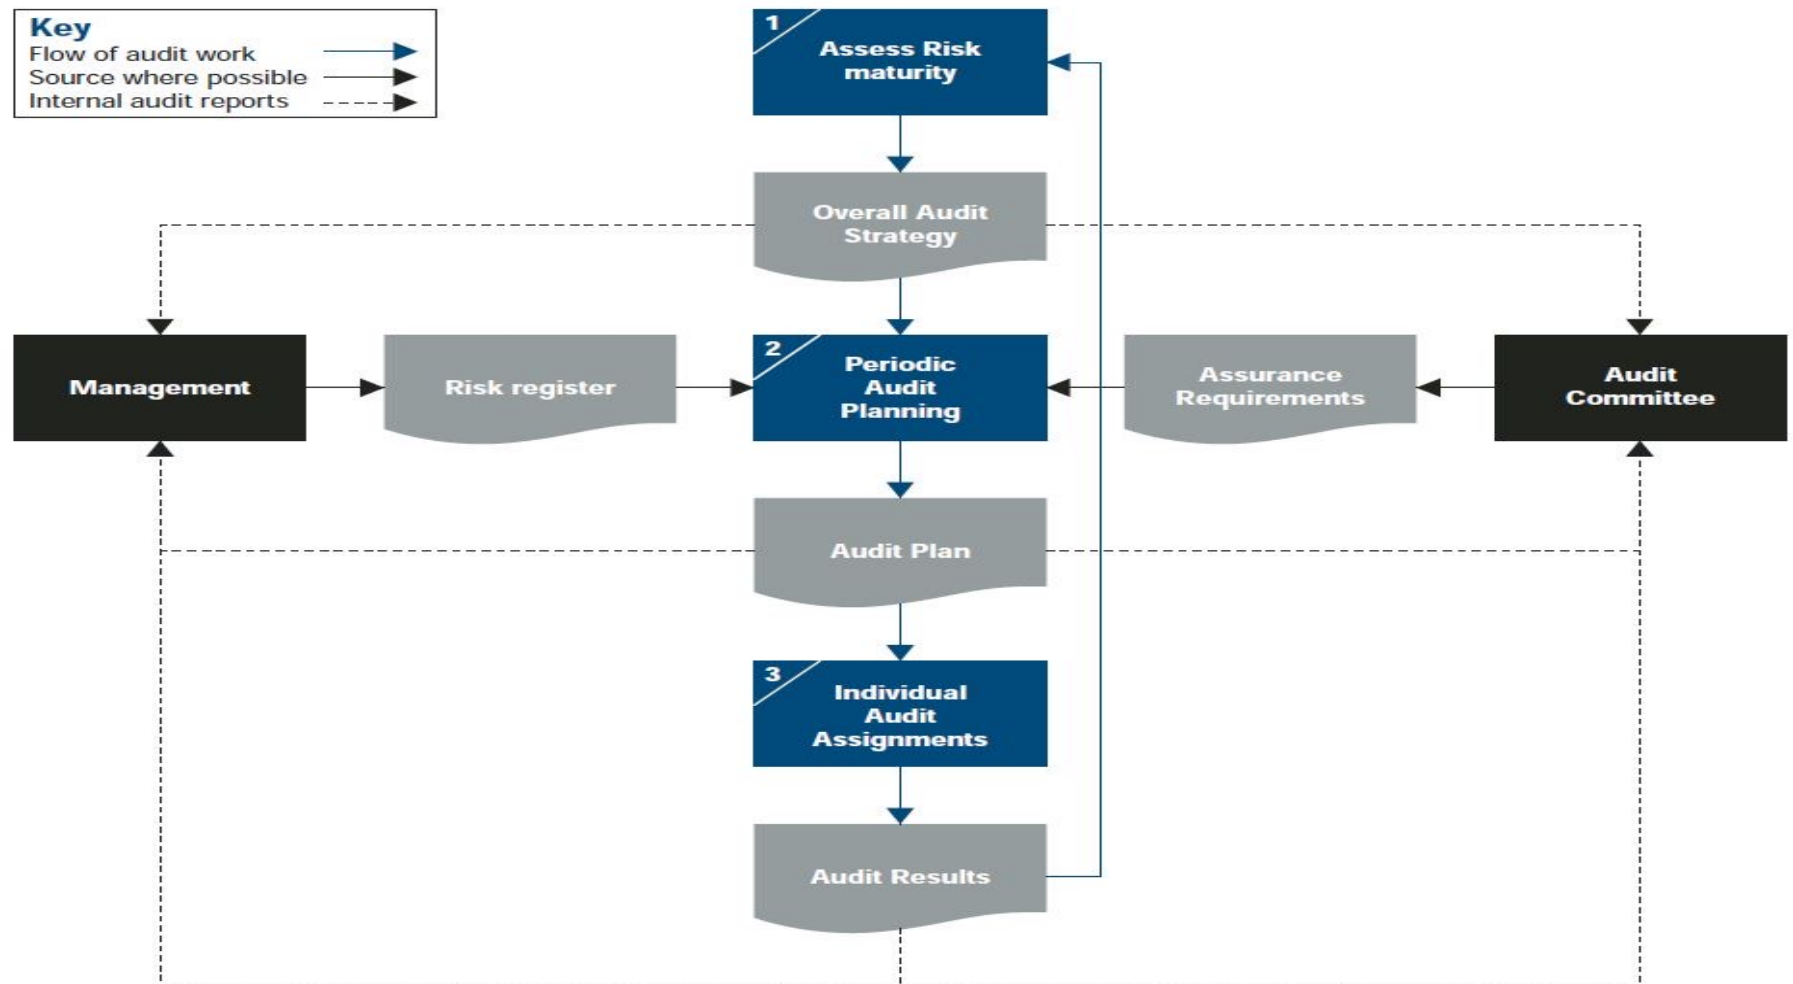 Key
Flow of audit work
Source where possible
Internal audit reports
1
Assess Risk
maturity
Overall Audit
Strategy
Management
Risk register
2
Periodic
Audit
Planning
Assurance
Requirements
Audit
Committee
Audit Plan
3
Individual
Audit
Assignments
Audit Results